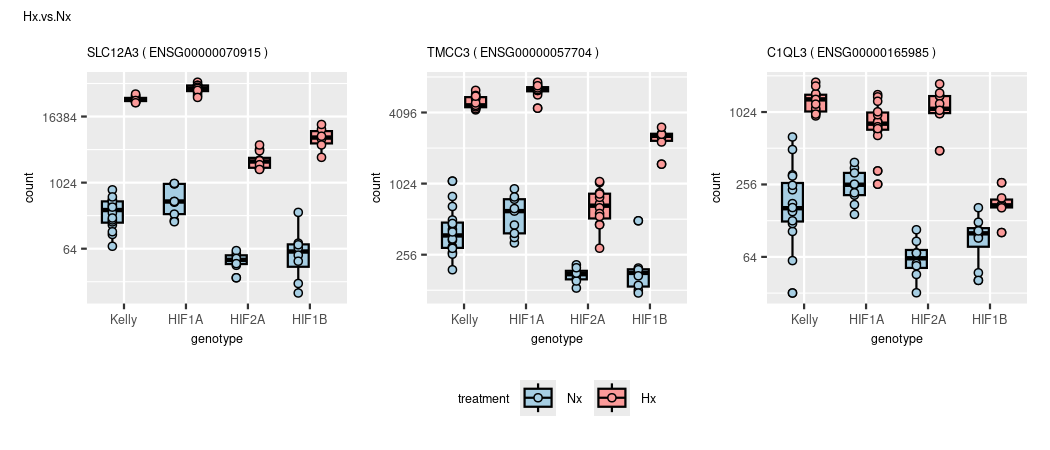 Hx.vs.Nx
SLC12A3 ( ENSG00000070915 )
count
16384
1024
64
Kelly HIF1A HIF2A HIF1B
genotype
TMCC3 ( ENSG00000057704 )
count
4096
1024
256
Kelly HIF1A HIF2A HIF1B
genotype
C1QL3 ( ENSG00000165985 )
count
1024
256
64
Kelly HIF1A HIF2A HIF1B
genotype
treatment Nx Hx